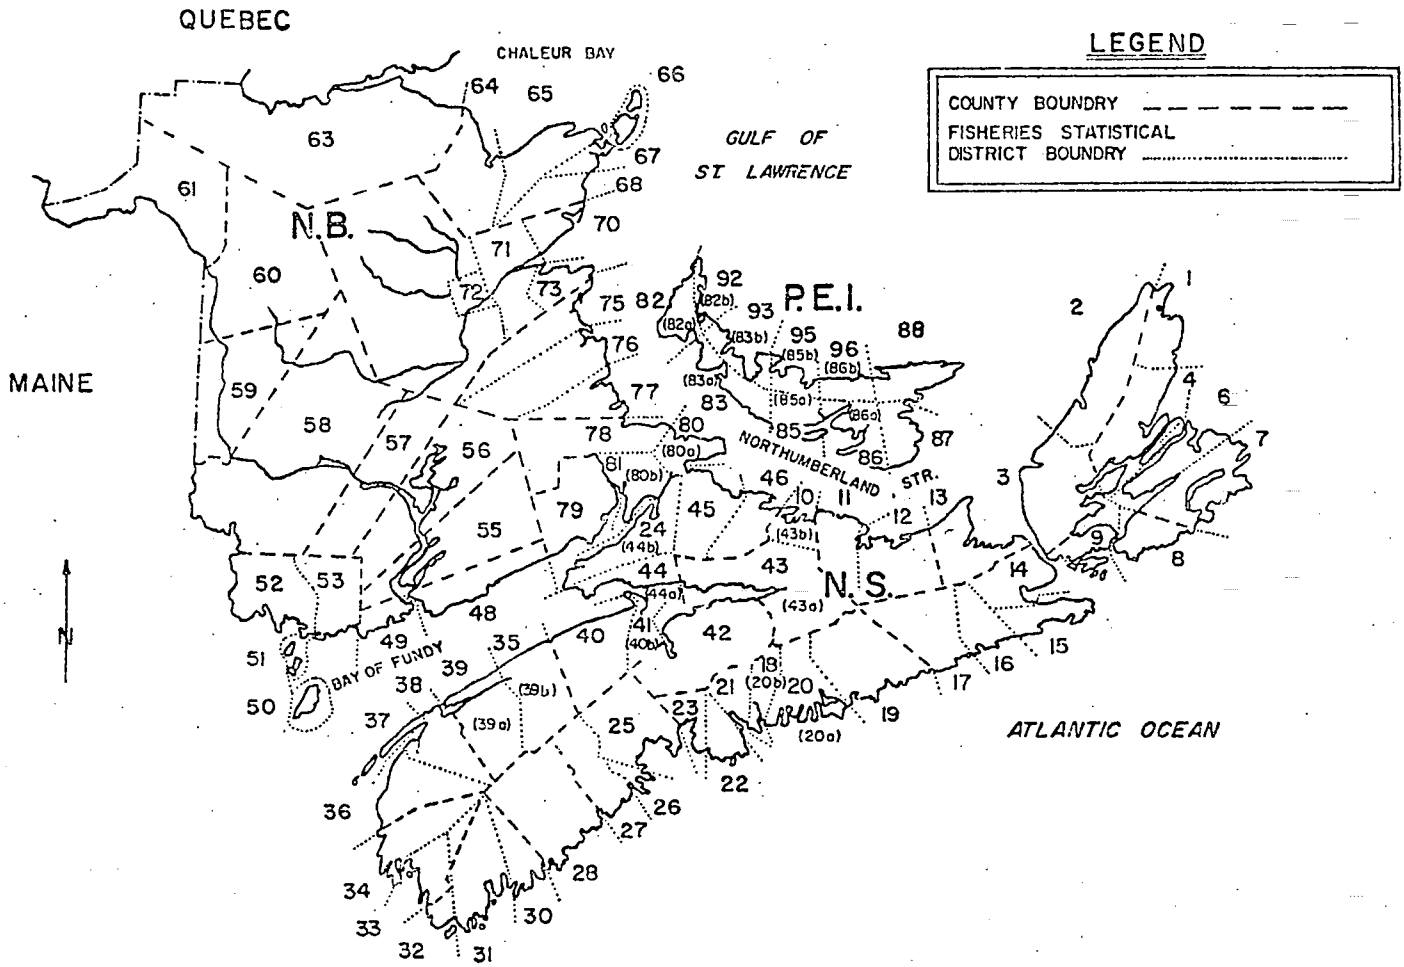 QUEBEC
CHALEUR BAY
LEGEND
COUNTY BOUNDRY
FISHERIES STATISTICAL
DISTRICT BOUNDRY
64
65
66
63
67
GULF OF
ST. LAWRENCE
61
68
N.B.
70
71
60
72
73
75
82
92
(82b)
93
P.E.I.
88
2
1
(82a)
(83b)
95
(85b)
96
(86b)
76
MAINE
59
77
(83a)
83
(85a)
(86a)
4
6
58
57
56
78
80
85
86
87
7
NORTHUMBERLAND
STR.
81
(80a)
(80b)
46
3
79
45
10
11
12
13
55
24
(44b)
(43b)
9
8
52
53
44
43
N.S.
14
(44a)
(43a)
48
41
42
15
51
49
35
40
(40b)
BAY OF FUNDY
39
18
16
N
50
38
(39b)
21
(20b)
20
17
37
(39a)
25
23
19
ATLANTIC OCEAN
(20a)
22
36
26
27
28
34
30
33
32
31